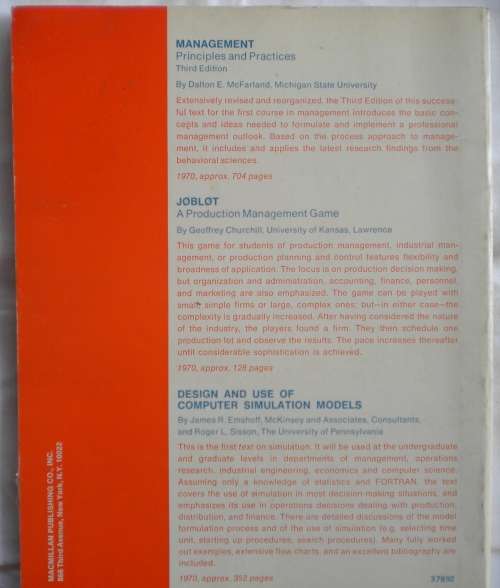 MANAGEMENT
Principles and Practices
Third Edition
By Dalton E. McFarland, Michigan State University
Extensively revised and reorganized, the Third Edition of this success-
ful text for the first course in management introduces the basic con-
cepts and ideas needed to formulate and implement a professional
management outlook. Based on the process approach to manage-
ment, it includes and applies the latest research findings from the
behavioral sciences.
1970, approx. 704 pages
JØBLØT
A Production Management Game
By Geoffrey Churchill, University of Kansas, Lawrence
This game for students of production management, industrial man-
agement, or production planning and control features flexibility and
broadness of application. The focus is on production decision making,
but organization and administration, accounting, finance, personnel,
and marketing are also emphasized. The game can be played with
small simple firms or large, complex ones; but—in either case—the
complexity is gradually increased. After having considered the nature
of the industry, the players found a firm. They then schedule one
production lot and observe the results. The pace increases thereafter
until considerable sophistication is achieved.
1970, approx. 128 pages
DESIGN AND USE OF
COMPUTER SIMULATION MODELS
By James R. Emshoff, McKinsey and Associates, Consultants,
and Roger L. Sisson, The University of Pennsylvania
This is the first text on simulation. It will be used at the undergraduate
and graduate levels in departments of management, operations
research, industrial engineering, economics and computer science.
Assuming only a knowledge of statistics and FORTRAN, the text
covers the use of simulation in most decision-making situations, and
emphasizes its use in operations decisions dealing with production,
distribution, and finance. There are detailed discussions of the model
formulation process and of the use of simulation (e.g. selecting time
unit, starting up procedures, search procedures). Many fully worked
out examples, extensive flow charts, and an excellent bibliography are
included.
1970, approx. 352 pages
37892
MACMILLAN PUBLISHING CO., INC.
866 Third Avenue, New York, N.Y. 10022